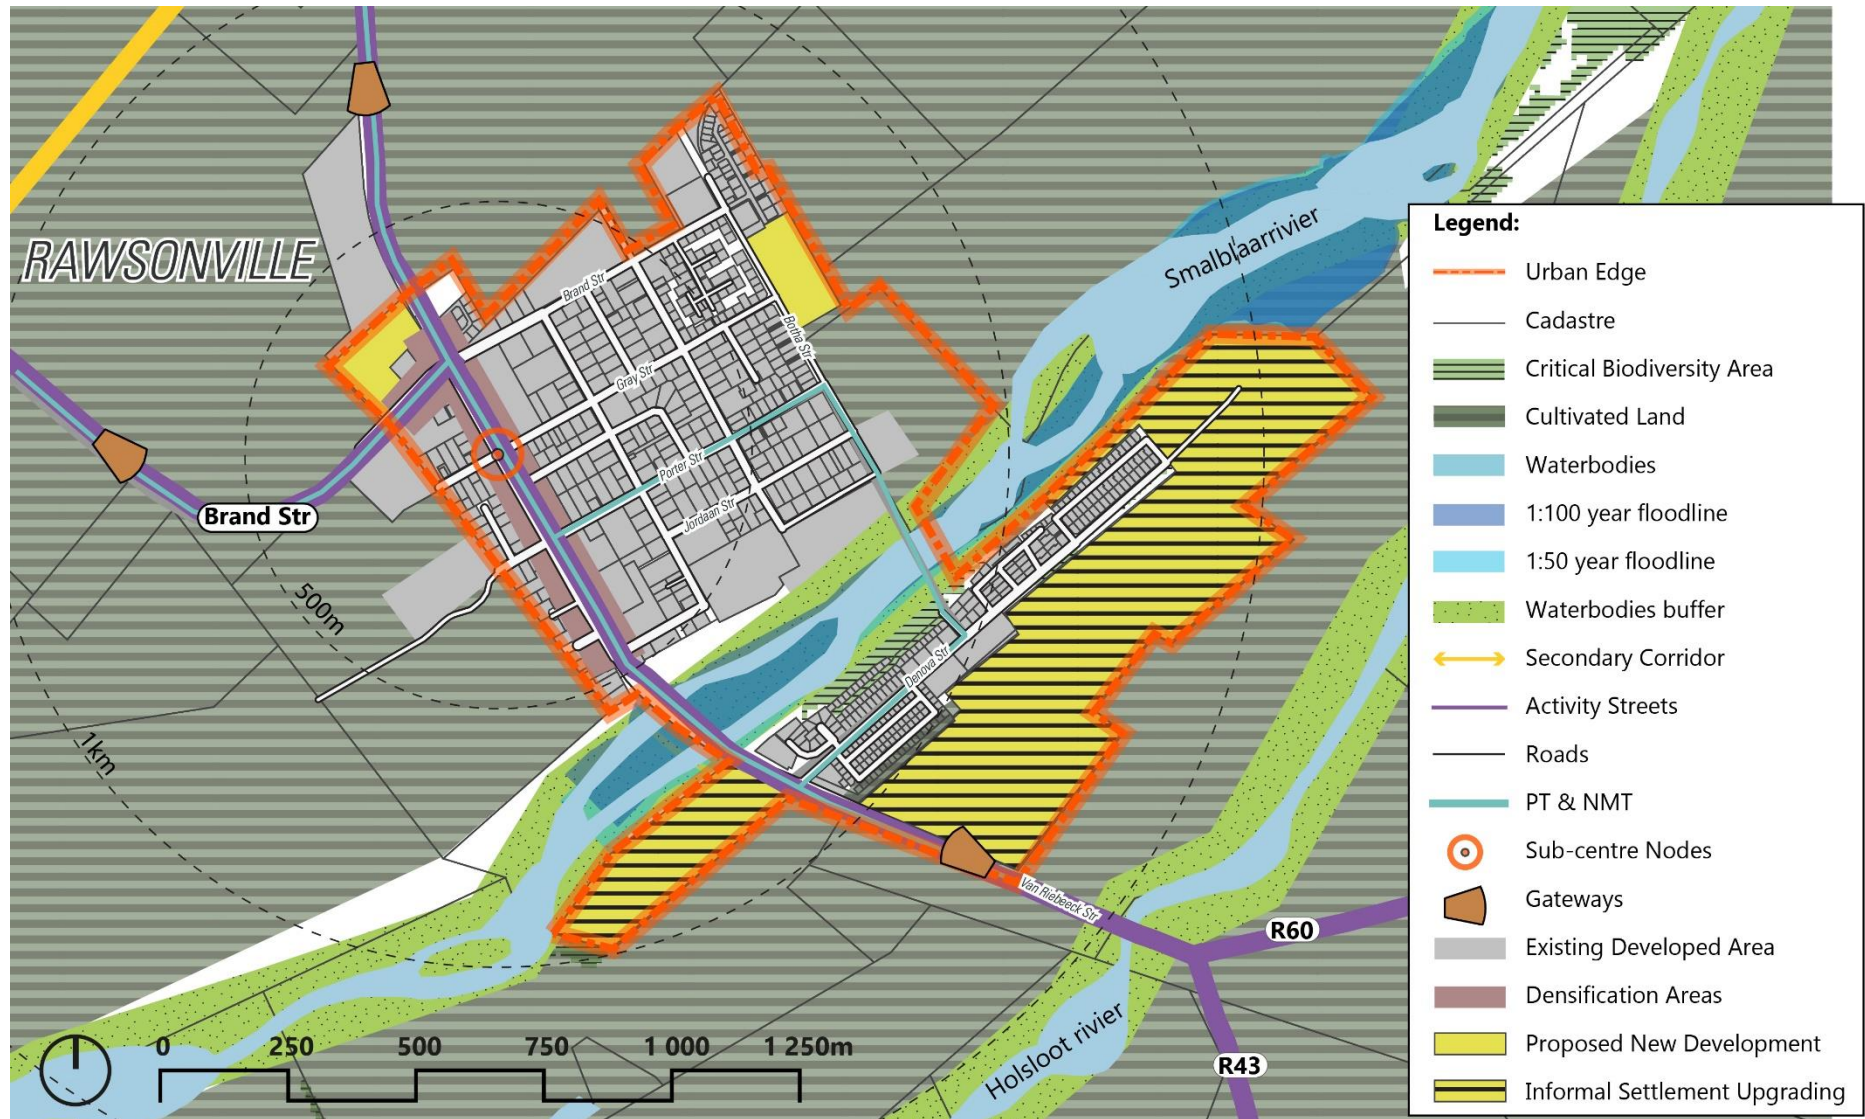 RAWSONVILLE
Smalblaarrivier
Brand Str
Botha Str
Gray Str
Porter Str
Jordaan Str
Brand Str
500m
1km
Denova Str
Van Riebeeck Str
R60
R43
Holsloot rivier
0 250 500 750 1 000 1 250m
Legend:
Urban Edge
Cadastre
Critical Biodiversity Area
Cultivated Land
Waterbodies
1:100 year floodline
1:50 year floodline
Waterbodies buffer
Secondary Corridor
Activity Streets
Roads
PT & NMT
Sub-centre Nodes
Gateways
Existing Developed Area
Densification Areas
Proposed New Development
Informal Settlement Upgrading